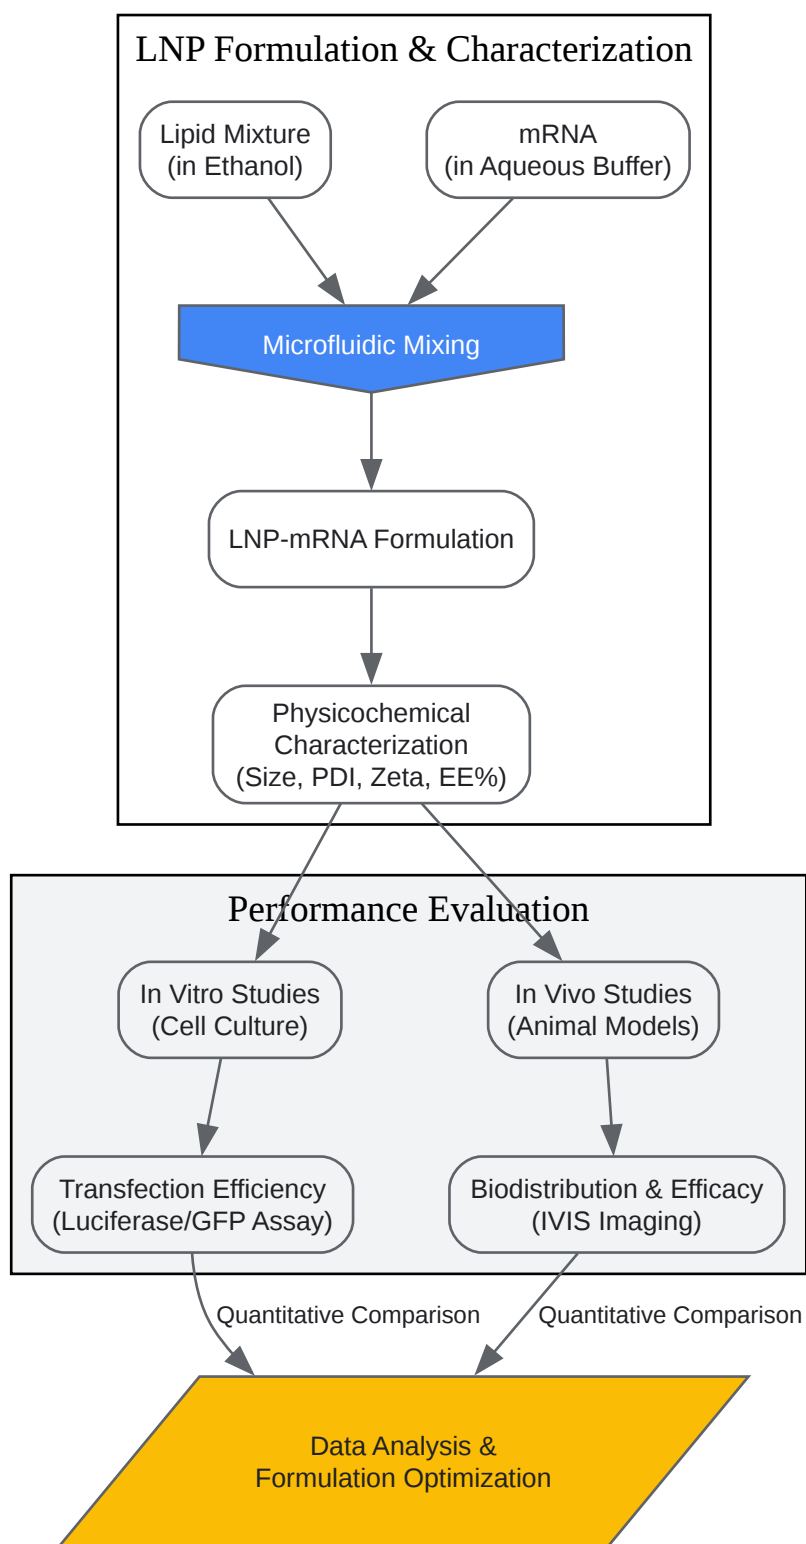 LNP Formulation & Characterization
Lipid Mixture
(in Ethanol)
mRNA
(in Aqueous Buffer)
Microfluidic Mixing
LNP-mRNA Formulation
Physicochemical
Characterization
(Size, PDI, Zeta, EE%)
Performance Evaluation
In Vitro Studies
(Cell Culture)
In Vivo Studies
(Animal Models)
Transfection Efficiency
(Luciferase/GFP Assay)
Biodistribution & Efficacy
(IVIS Imaging)
Quantitative Comparison
Quantitative Comparison
Data Analysis &
Formulation Optimization